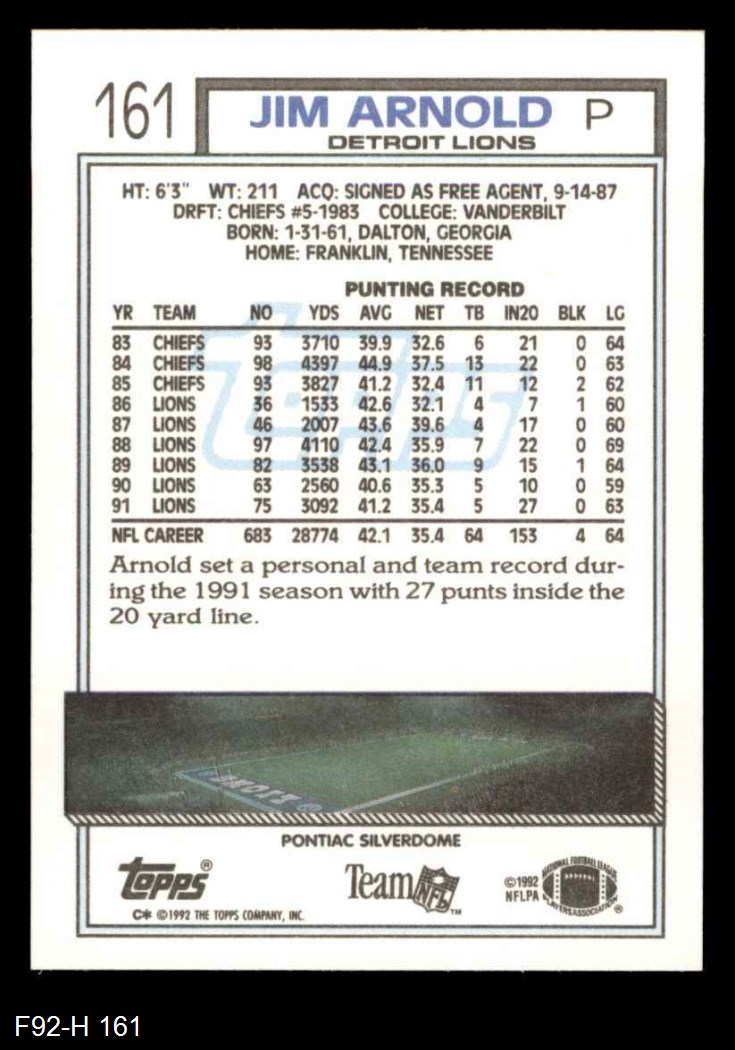 161
JIM ARNOLD P
DETROIT LIONS
HT: 6'3" WT: 211 ACQ: SIGNED AS FREE AGENT, 9-14-87
DRFT: CHIEFS #5-1983 COLLEGE: VANDERBILT
BORN: 1-31-61, DALTON, GEORGIA
HOME: FRANKLIN, TENNESSEE
PUNTING RECORD
YR TEAM NO YDS AVG NET TB IN20 BLK LG
83 CHIEFS 93 3710 39.9 32.6 6 21 0 64
84 CHIEFS 98 4397 44.9 37.5 13 22 0 63
85 CHIEFS 93 3827 41.2 32.4 11 12 2 62
86 LIONS 36 1533 42.6 32.1 4 7 1 60
87 LIONS 46 2007 43.6 39.6 4 17 0 60
88 LIONS 97 4110 42.4 35.9 7 22 0 69
89 LIONS 82 3538 43.1 36.0 9 15 1 64
90 LIONS 63 2560 40.6 35.3 5 10 0 59
91 LIONS 75 3092 41.2 35.4 5 27 0 63
NFL CAREER 683 28774 42.1 35.4 64 153 4 64
topps
Arnold set a personal and team record dur-
ing the 1991 season with 27 punts inside the
20 yard line.
LIONS
PONTIAC SILVERDOME
topps®
Team NFL™
©1992
NFLPA
NATIONAL FOOTBALL LEAGUE
PLAYERS ASSOCIATION ®
C* ©1992 THE TOPPS COMPANY, INC.
F92-H 161